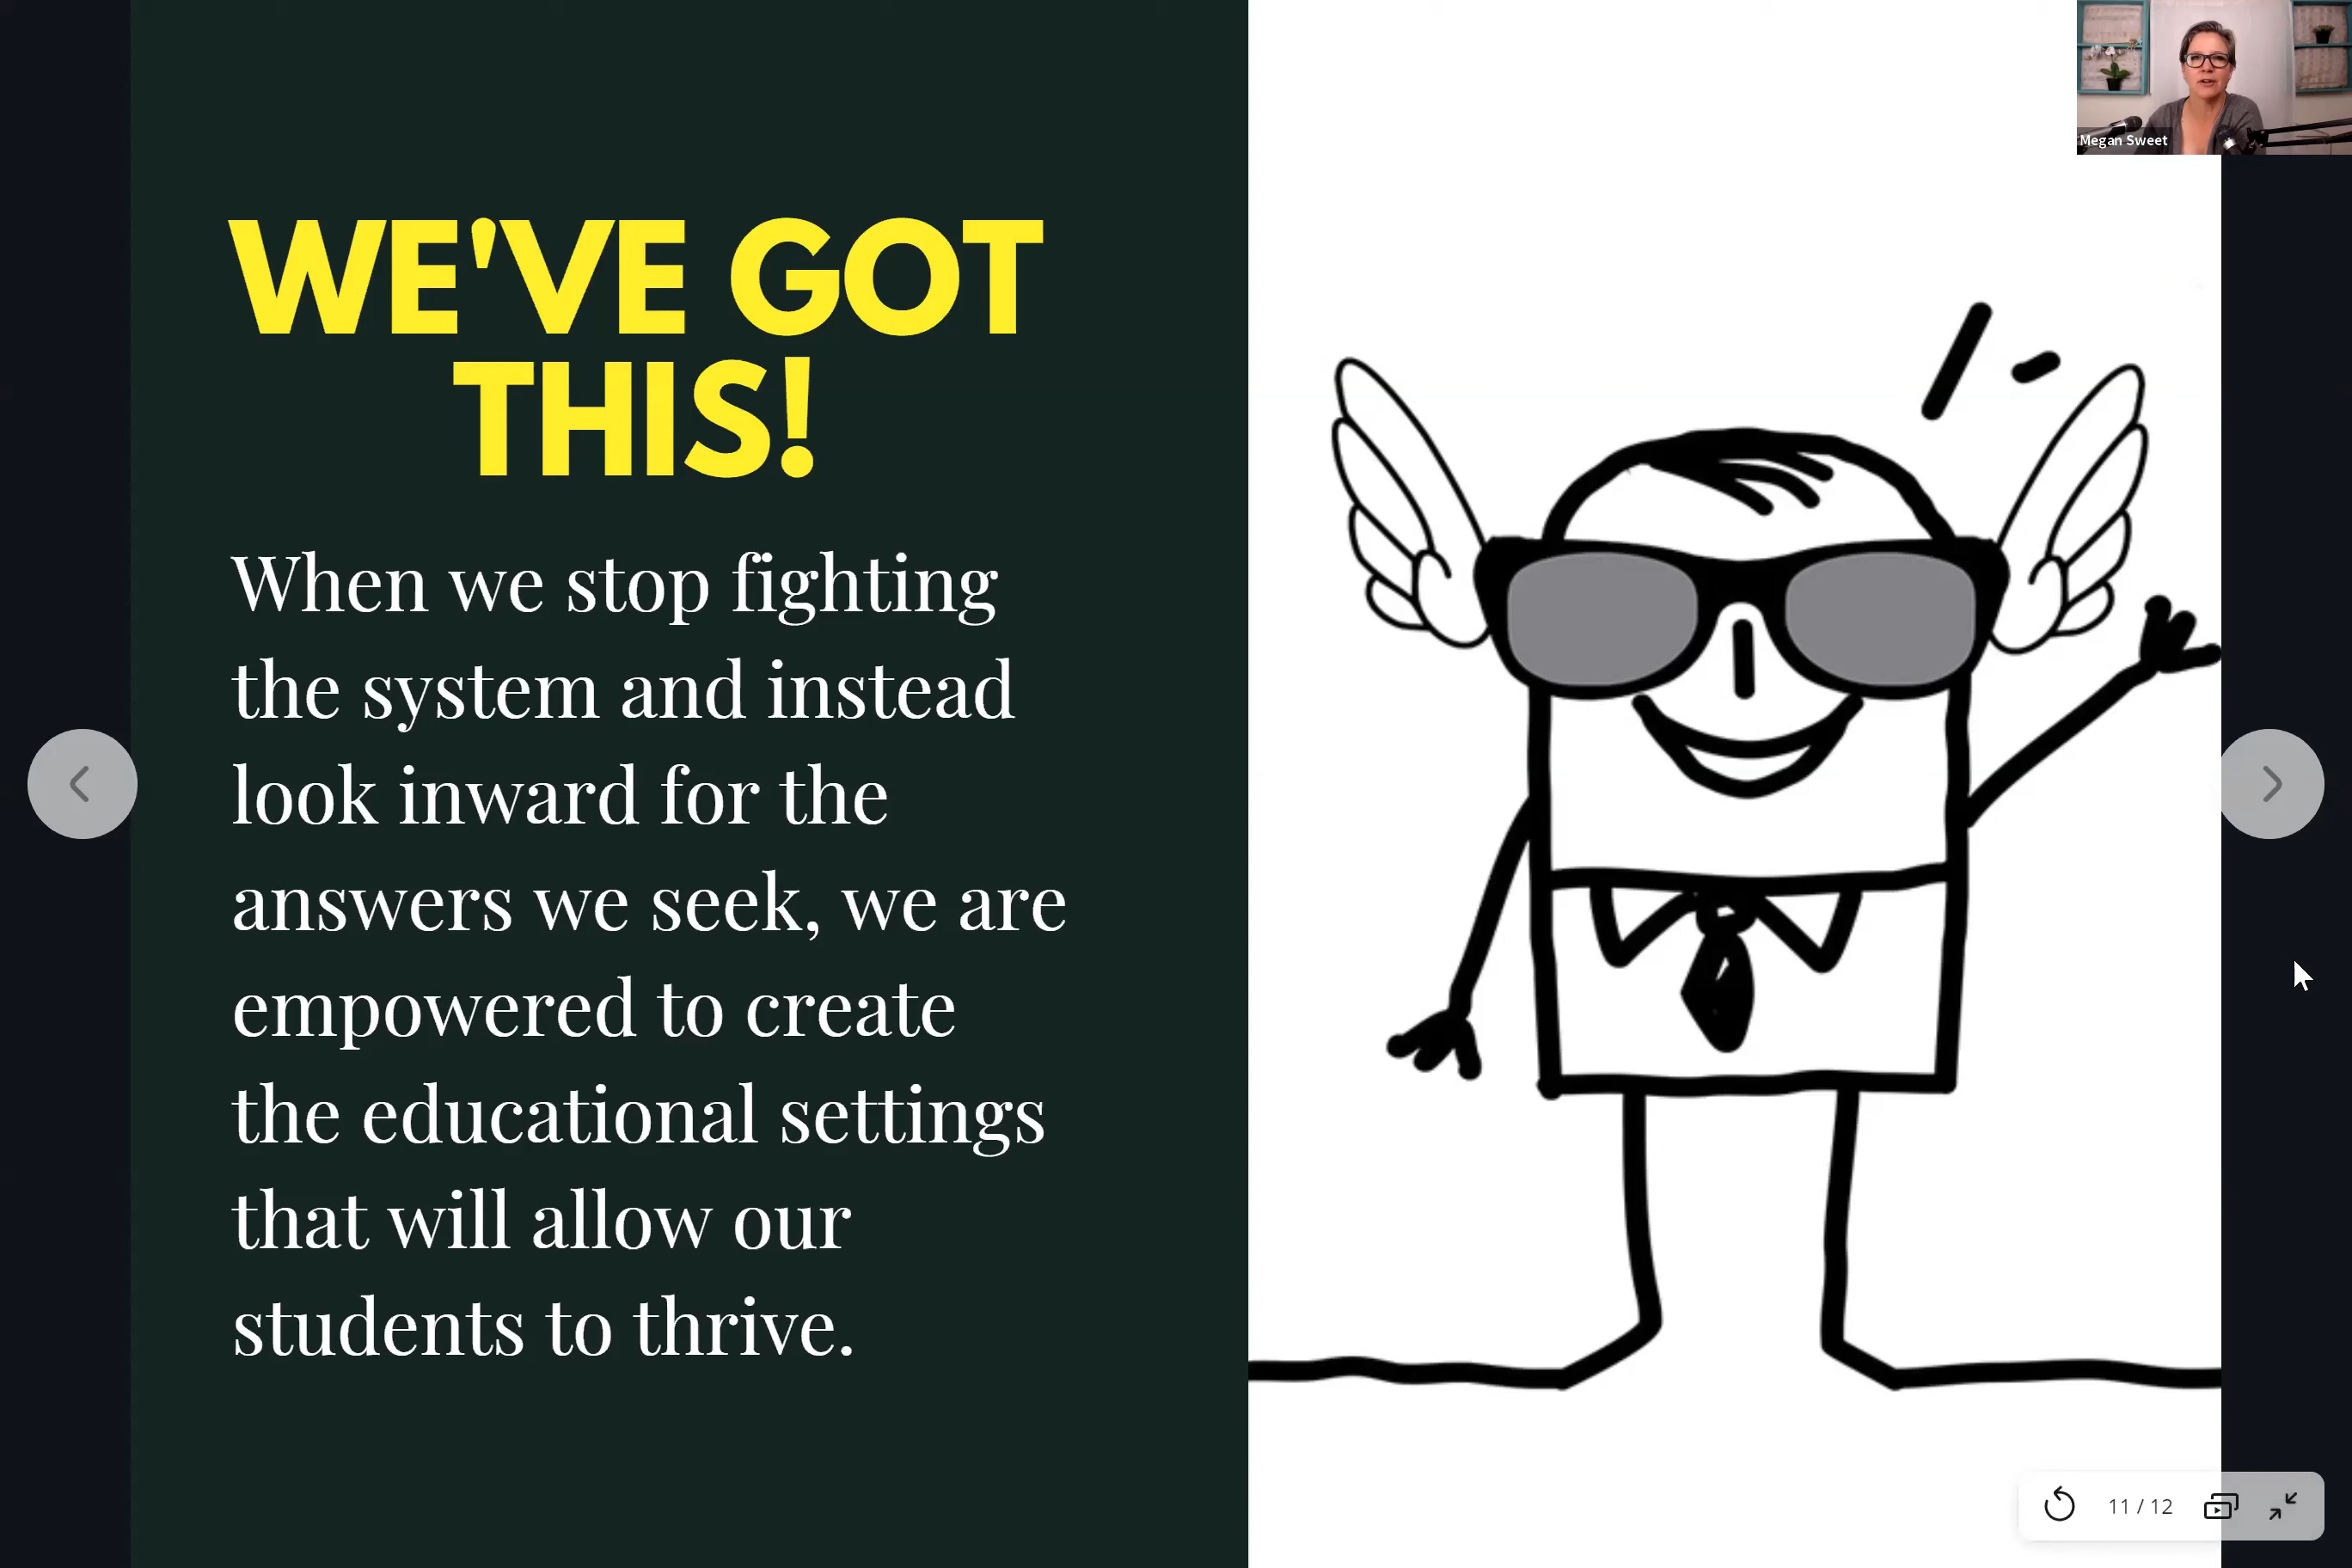 WE'VE GOT
THIS!
When we stop fighting
the system and instead
look inward for the
answers we seek, we are
empowered to create
the educational settings
that will allow our
students to thrive.
Megan Sweet
11 / 12